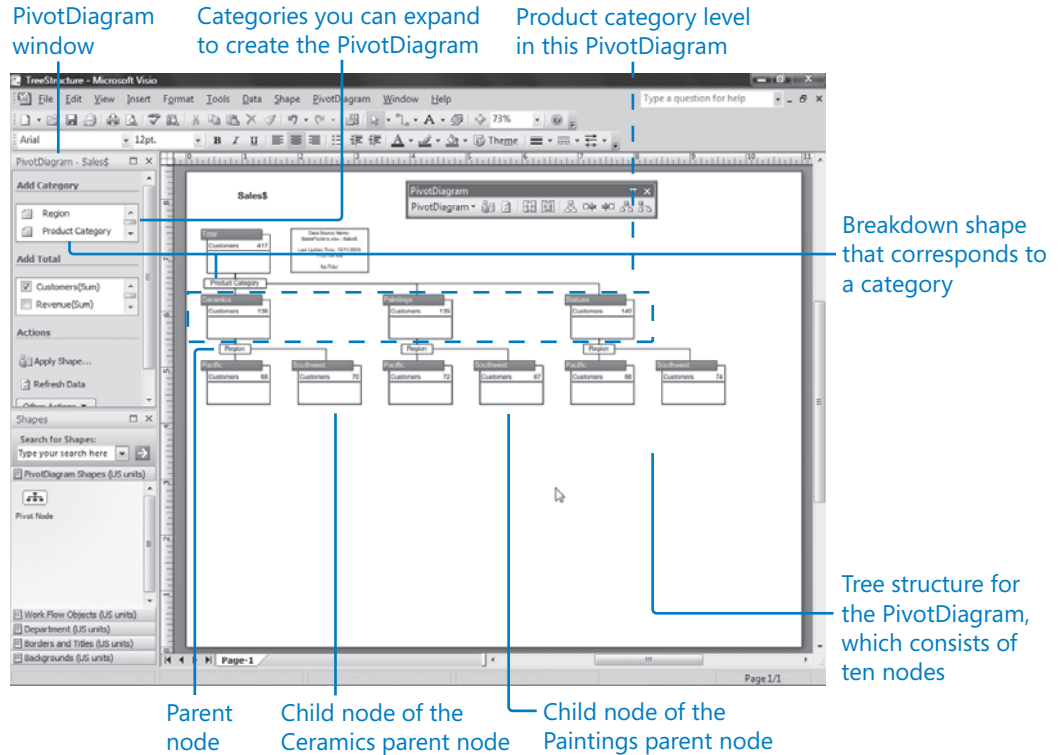 PivotDiagram
window
Categories you can expand
to create the PivotDiagram
Product category level
in this PivotDiagram
TreeStructure - Microsoft Visio
File Edit View Insert Format Tools Data Shape PivotDiagram Window Help
Type a question for help
73%
Arial 12pt. B I U Theme
PivotDiagram - Sales$
Add Category
Region
Product Category
Add Total
Customers(Sum)
Revenue(Sum)
Actions
Apply Shape...
Refresh Data
Other Actions
Shapes
Search for Shapes:
Type your search here
PivotDiagram Shapes (US units)
Pivot Node
Work Flow Objects (US units)
Department (US units)
Borders and Titles (US units)
Backgrounds (US units)
Sales$
PivotDiagram
PivotDiagram
Total
Customers 417
Data Source Name:
No Filter
Product Category
Ceramics
Customers 138
Paintings
Customers 139
Statues
Customers 140
Region
Region
Region
Pacific
Customers 68
Southwest
Customers 70
Pacific
Customers 72
Southwest
Customers 67
Pacific
Customers 66
Southwest
Customers 74
Page-1
Page 1/1
Breakdown shape
that corresponds to
a category
Tree structure for
the PivotDiagram,
which consists of
ten nodes
Parent
node
Child node of the
Ceramics parent node
Child node of the
Paintings parent node